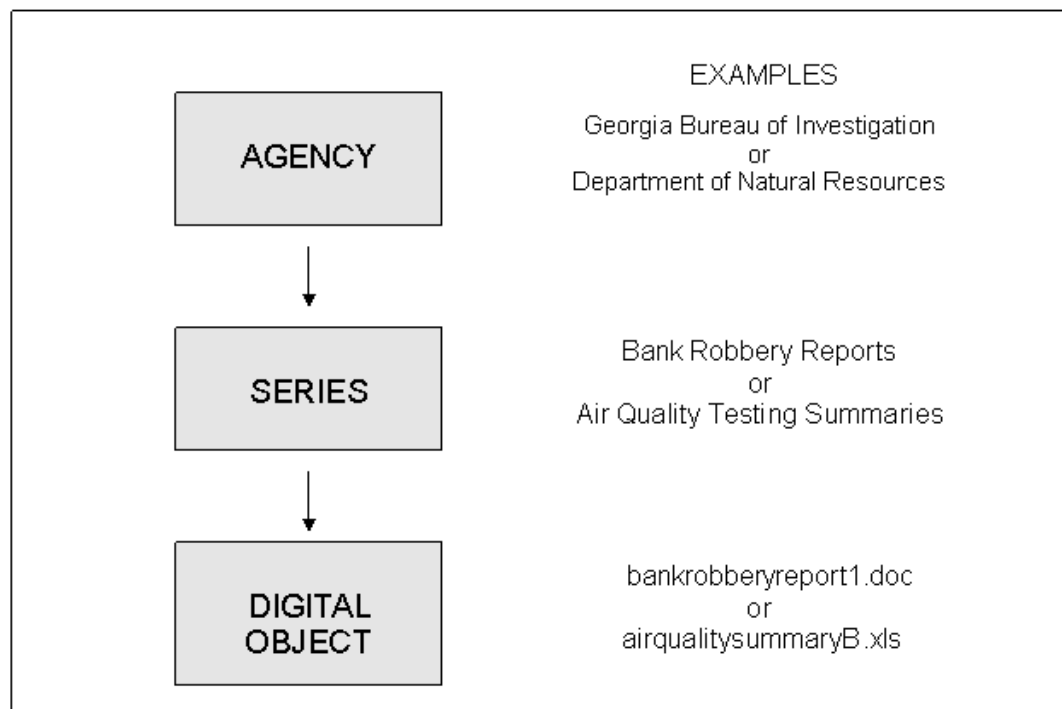 EXAMPLES
AGENCY
Georgia Bureau of Investigation
or
Department of Natural Resources
SERIES
Bank Robbery Reports
or
Air Quality Testing Summaries
DIGITAL
OBJECT
bankrobberyreport1.doc
or
airqualitysummaryB.xls